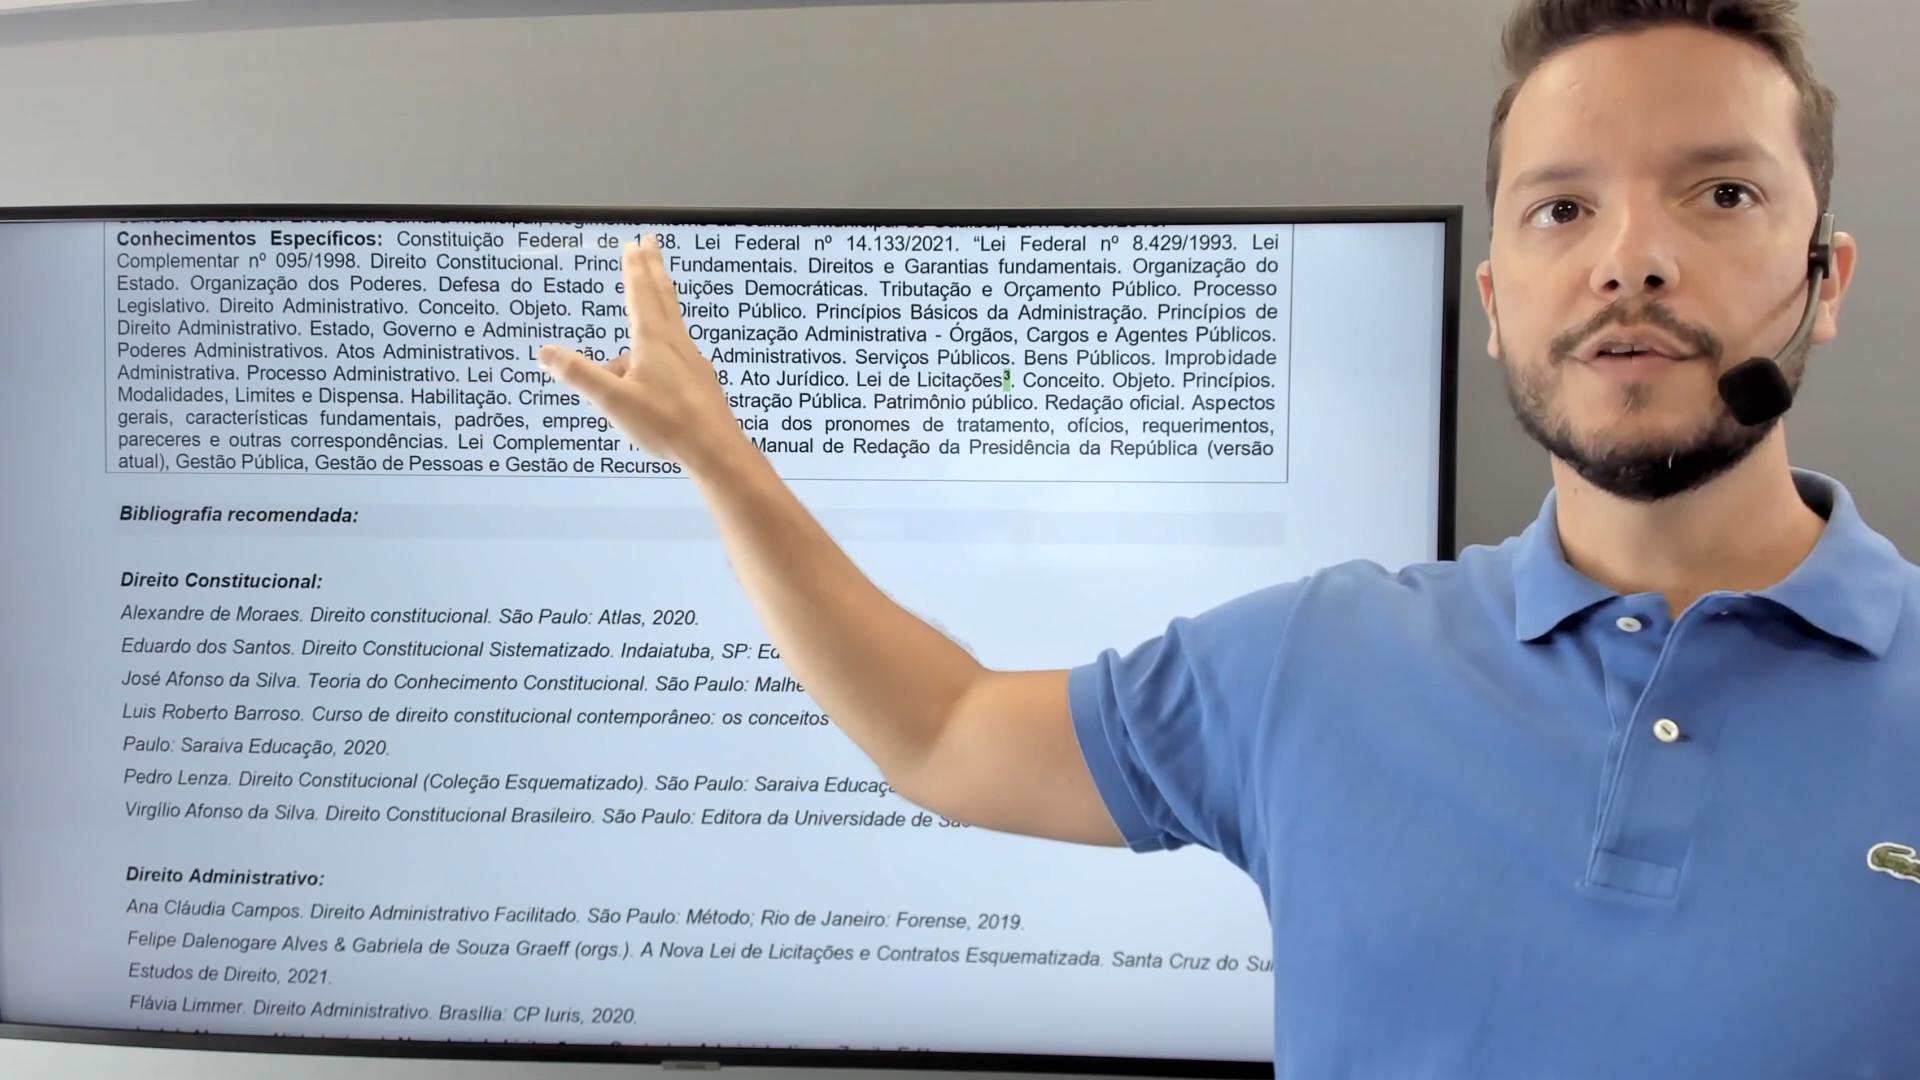 Conhecimentos Específicos: Constituição Federal de 88. Lei Federal nº 14.133/2021. “Lei Federal nº 8.429/1993. Lei
Complementar nº 095/1998. Direito Constitucional. Fundamentais. Direitos e Garantias fundamentais. Organização do
Estado. Organização dos Poderes. Defesa do Estado e Democráticas. Tributação e Orçamento Público. Processo
Legislativo. Direito Administrativo. Conceito. Objeto. Direito Público. Princípios Básicos da Administração. Princípios de
Direito Administrativo. Estado, Governo e Administração Organização Administrativa - Órgãos, Cargos e Agentes Públicos.
Poderes Administrativos. Atos Administrativos. Administrativos. Serviços Públicos. Bens Públicos. Improbidade
Administrativa. Processo Administrativo. Lei 8. Ato Jurídico. Lei de Licitações³. Conceito. Objeto. Princípios.
Modalidades, Limites e Dispensa. Habilitação. Crimes Pública. Patrimônio público. Redação oficial. Aspectos
gerais, características fundamentais, padrões, dos pronomes de tratamento, ofícios, requerimentos,
pareceres e outras correspondências. Lei Complementar Manual de Redação da Presidência da República (versão
atual), Gestão Pública, Gestão de Pessoas e Gestão de Recursos
Bibliografia recomendada:
Direito Constitucional:
Alexandre de Moraes. Direito constitucional. São Paulo: Atlas, 2020.
Eduardo dos Santos. Direito Constitucional Sistematizado. Indaiatuba, SP:
José Afonso da Silva. Teoria do Conhecimento Constitucional. São Paulo:
Luis Roberto Barroso. Curso de direito constitucional contemporâneo: os conceitos
Paulo: Saraiva Educação, 2020.
Pedro Lenza. Direito Constitucional (Coleção Esquematizado). São Paulo: Saraiva
Virgílio Afonso da Silva. Direito Constitucional Brasileiro. São Paulo: Editora da Universidade de
Direito Administrativo:
Ana Cláudia Campos. Direito Administrativo Facilitado. São Paulo: Método; Rio de Janeiro: Forense, 2019.
Felipe Dalenogare Alves & Gabriela de Souza Graeff (orgs.). A Nova Lei de Licitações e Contratos Esquematizada. Santa Cruz do Sul
Estudos de Direito, 2021.
Flávia Limmer. Direito Administrativo. Brasília: CP Iuris, 2020.